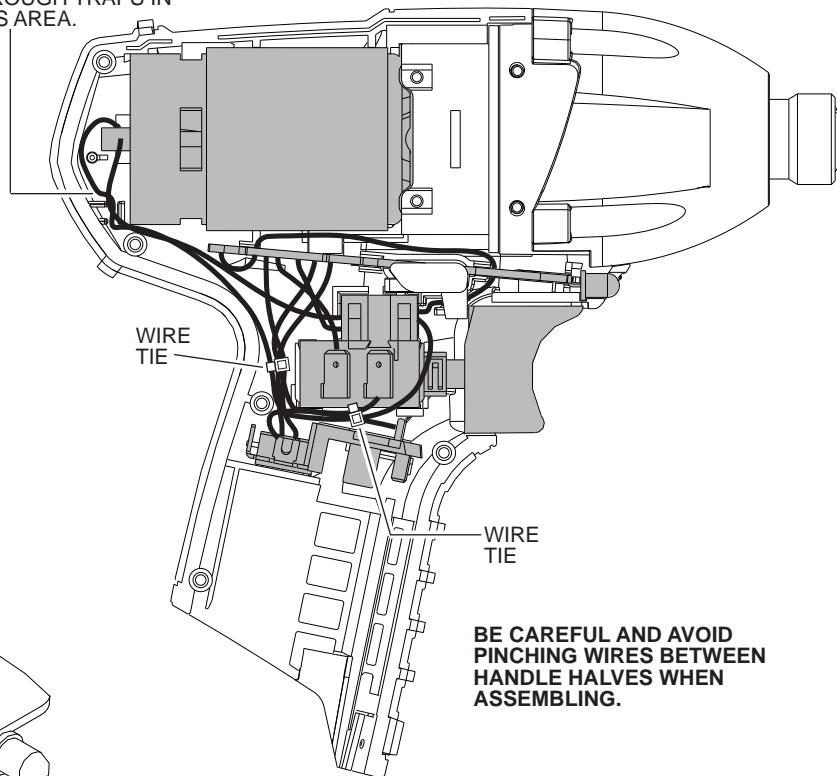 ROUGH TRAPS IN
S AREA.
WIRE
TIE
WIRE
TIE
BE CAREFUL AND AVOID
PINCHING WIRES BETWEEN
HANDLE HALVES WHEN
ASSEMBLING.